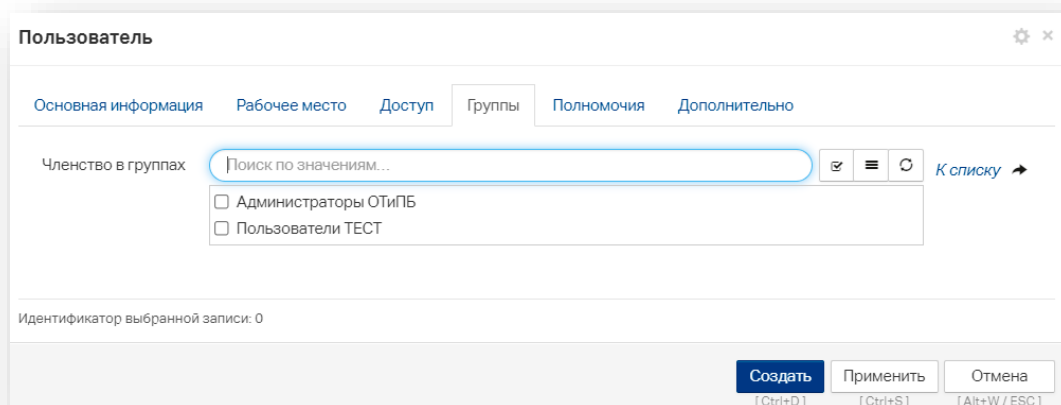 Пользователь
Основная информация Рабочее место Доступ Группы Полномочия Дополнительно
Членство в группах Поиск по значениям... К списку
Администраторы ОТиПБ
Пользователи ТЕСТ
Идентификатор выбранной записи: 0
Создать Применить Отмена
[Ctrl+D] [Ctrl+S] [Alt+W / ESC]